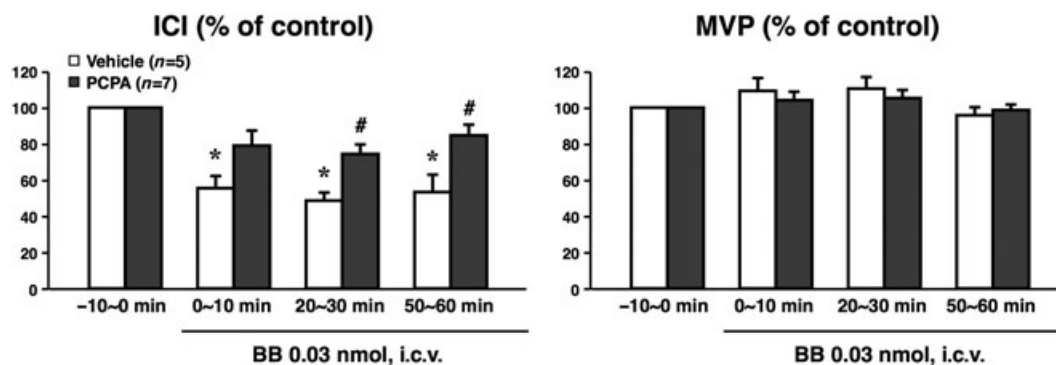 ICI (% of control)
Vehicle (n=5)
PCPA (n=7)
120
100
80
60
40
20
0
*
*
#
*
#
−10~0 min
0~10 min
20~30 min
50~60 min
BB 0.03 nmol, i.c.v.
MVP (% of control)
120
100
80
60
40
20
0
−10~0 min
0~10 min
20~30 min
50~60 min
BB 0.03 nmol, i.c.v.